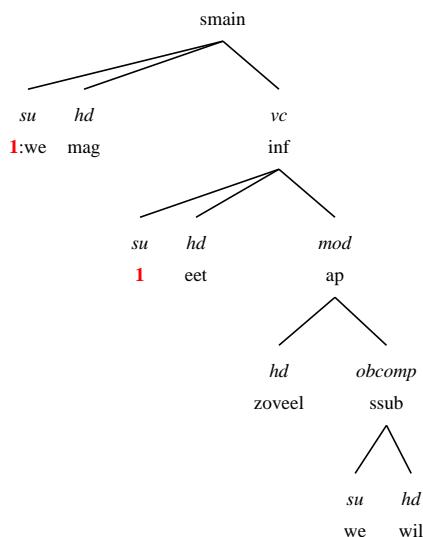 smain
su hd vc
1:we mag inf
su hd mod
1 eet ap
hd obcomp
zoveel ssub
su hd
we wil